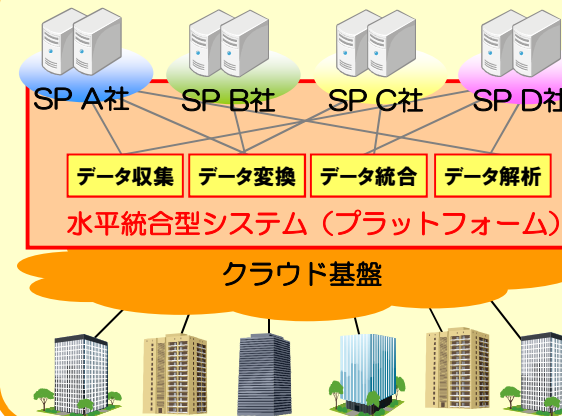 SP A社
SP B社
SP C社
SP D社
データ収集
データ変換
データ統合
データ解析
水平統合型システム（プラットフォーム）
クラウド基盤